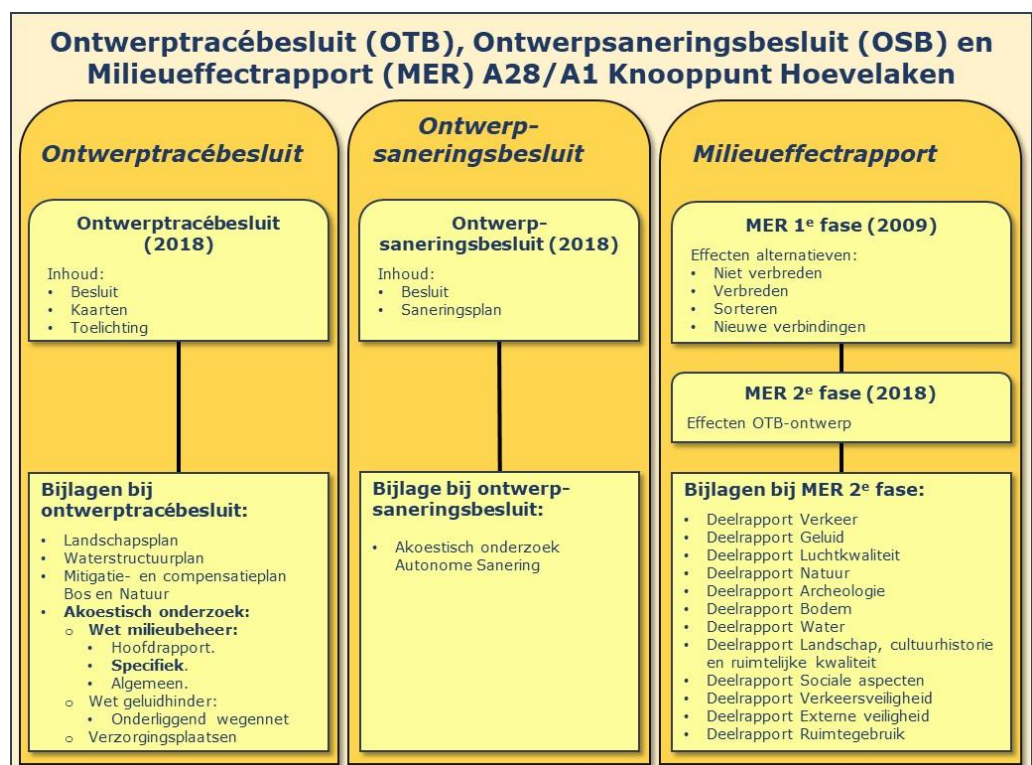 Ontwerptracébesluit (OTB), Ontwerpsaneringsbesluit (OSB) en
Milieueffectrapport (MER) A28/A1 Knooppunt Hoevelaken
Ontwerptracébesluit
Ontwerptracébesluit
(2018)
Inhoud:
• Besluit
• Kaarten
• Toelichting
Bijlagen bij
ontwerptracébesluit:
• Landschapsplan
• Waterstructuurplan
• Mitigatie- en compensatieplan
Bos en Natuur
• Akoestisch onderzoek:
o Wet milieubeheer:
• Hoofdrapport.
• Specifiek.
• Algemeen.
o Wet geluidhinder:
• Onderliggend wegennet
o Verzorgingsplaatsen
Ontwerp-
saneringsbesluit
Ontwerp-
saneringsbesluit (2018)
Inhoud:
• Besluit
• Saneringsplan
Bijlage bij ontwerp-
saneringsbesluit:
• Akoestisch onderzoek
Autonome Sanering
Milieueffectrapport
MER 1e fase (2009)
Effecten alternatieven:
• Niet verbreden
• Verbreden
• Sorteren
• Nieuwe verbindingen
MER 2e fase (2018)
Effecten OTB-ontwerp
Bijlagen bij MER 2e fase:
• Deelrapport Verkeer
• Deelrapport Geluid
• Deelrapport Luchtkwaliteit
• Deelrapport Natuur
• Deelrapport Archeologie
• Deelrapport Bodem
• Deelrapport Water
• Deelrapport Landschap, cultuurhistorie
en ruimtelijke kwaliteit
• Deelrapport Sociale aspecten
• Deelrapport Verkeersveiligheid
• Deelrapport Externe veiligheid
• Deelrapport Ruimtegebruik